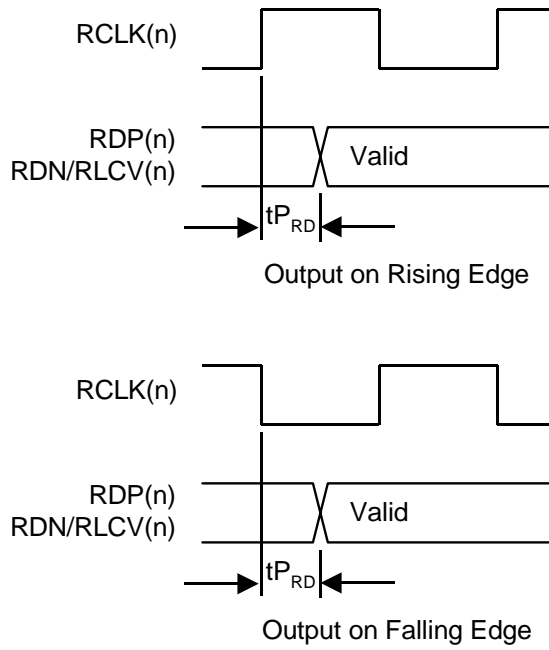 RCLK(n)
RDP(n)
RDN/RLCV(n)
Valid
tPRD
Output on Rising Edge
RCLK(n)
RDP(n)
RDN/RLCV(n)
Valid
tPRD
Output on Falling Edge